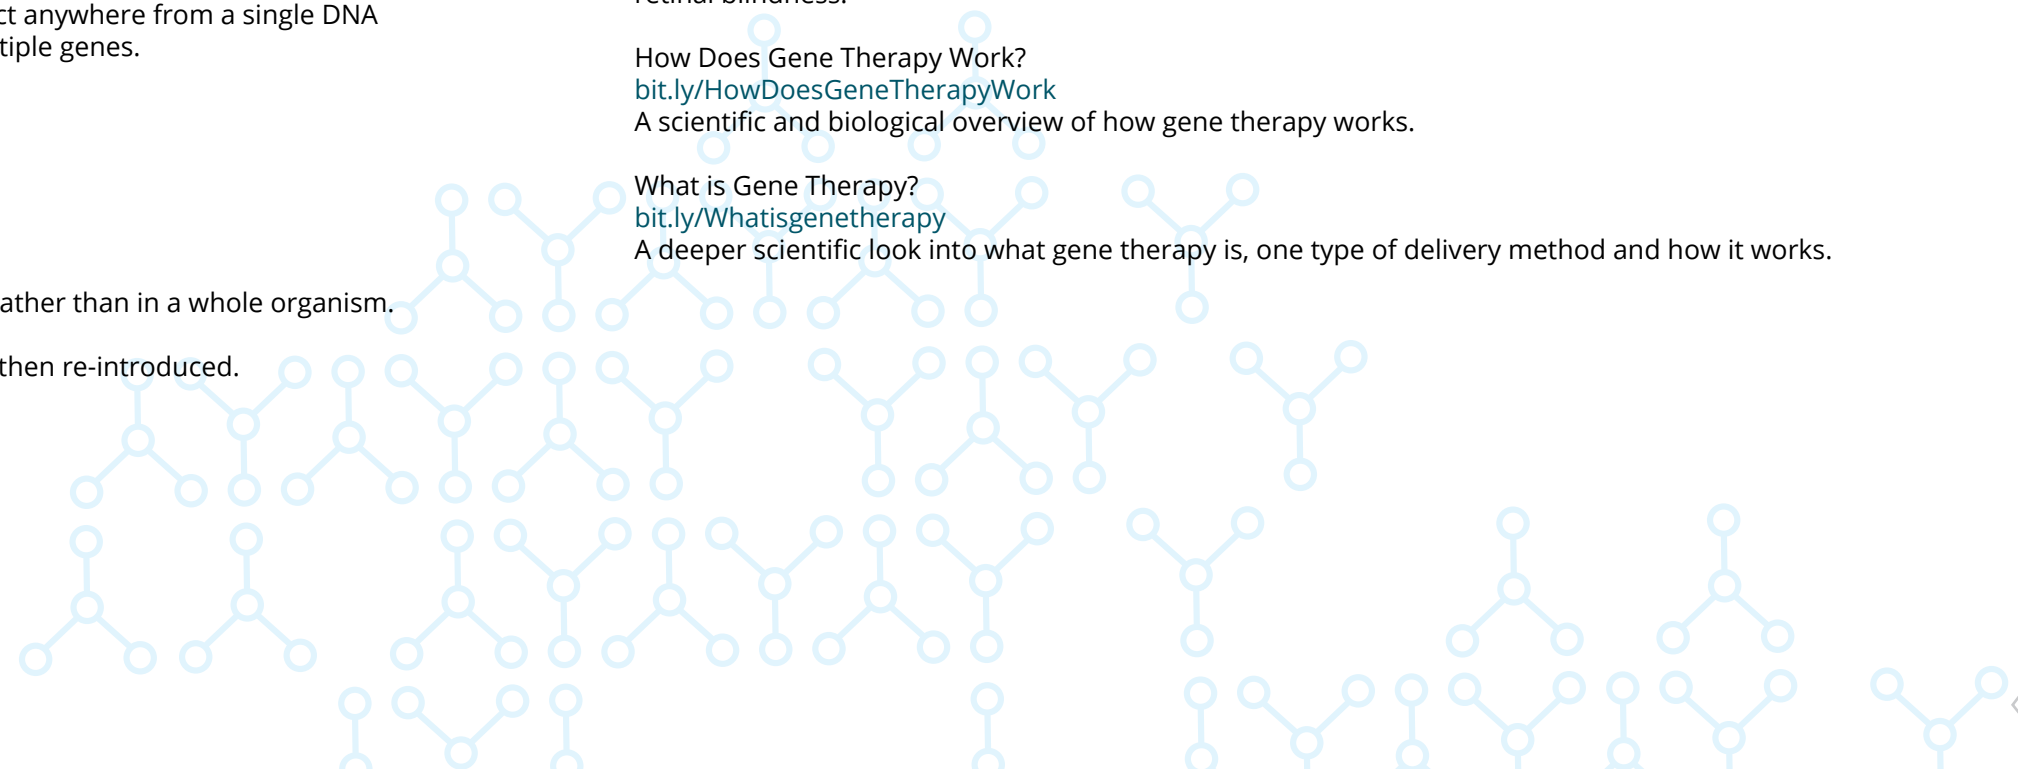 ct anywhere from a single DNA
tiple genes.
ather than in a whole organism.
then re-introduced.
retinal blindness.
How Does Gene Therapy Work?
bit.ly/HowDoesGeneTherapyWork
A scientific and biological overview of how gene therapy works.
What is Gene Therapy?
bit.ly/Whatisgenetherapy
A deeper scientific look into what gene therapy is, one type of delivery method and how it works.